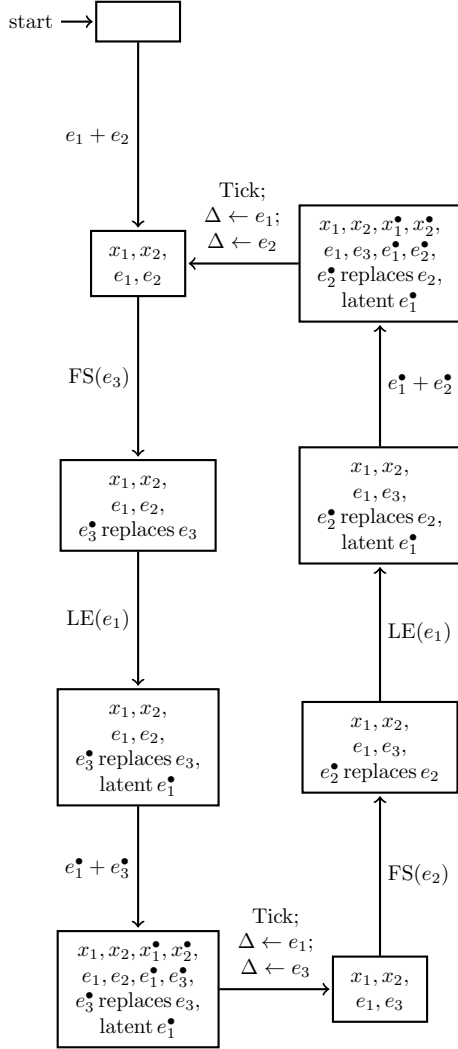 start
e₁ + e₂
Tick;
Δ ← e₁;
Δ ← e₂
x₁, x₂, x₁•, x₂•,
e₁, e₃, e₁•, e₂•,
e₂• replaces e₂,
latent e₁•
x₁, x₂,
e₁, e₂
FS(e₃)
e₁• + e₂•
x₁, x₂,
e₁, e₂,
e₃• replaces e₃
x₁, x₂,
e₁, e₃,
e₂• replaces e₂,
latent e₁•
LE(e₁)
LE(e₁)
x₁, x₂,
e₁, e₂,
e₃• replaces e₃,
latent e₁•
x₁, x₂,
e₁, e₃,
e₂• replaces e₂
e₁• + e₃•
FS(e₂)
x₁, x₂, x₁•, x₂•,
e₁, e₂, e₁•, e₃•,
e₃• replaces e₃,
latent e₁•
Tick;
Δ ← e₁;
Δ ← e₃
x₁, x₂,
e₁, e₃